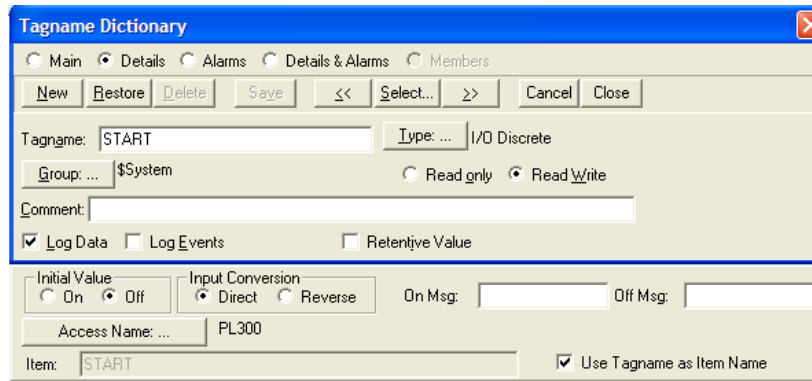 Tagname Dictionary
Main Details Alarms Details & Alarms Members
New Restore Delete Save << Select... >> Cancel Close
Tagname: START Type: ... I/O Discrete
Group: ... $System Read only Read Write
Comment:
Log Data Log Events Retentive Value
Initial Value Input Conversion
On Off Direct Reverse On Msg: Off Msg:
Access Name: ... PL300
Item: START Use Tagname as Item Name